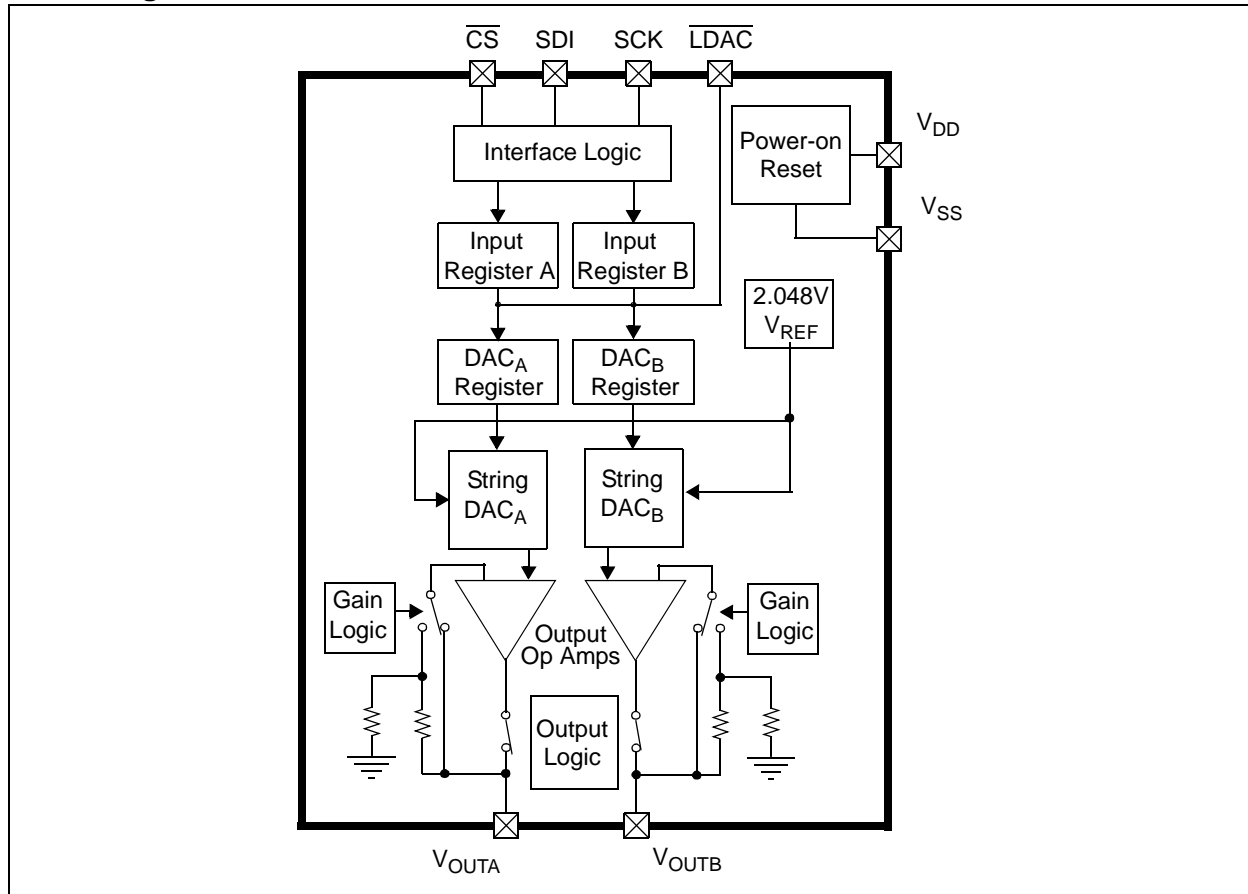 CS SDI SCK LDAC
Interface Logic
Power-on
Reset
VDD
VSS
Input
Register A
Input
Register B
2.048V
VREF
DACA
Register
DACB
Register
String
DACA
String
DACB
Gain
Logic
Output
Op Amps
Gain
Logic
Output
Logic
VOUTA
VOUTB